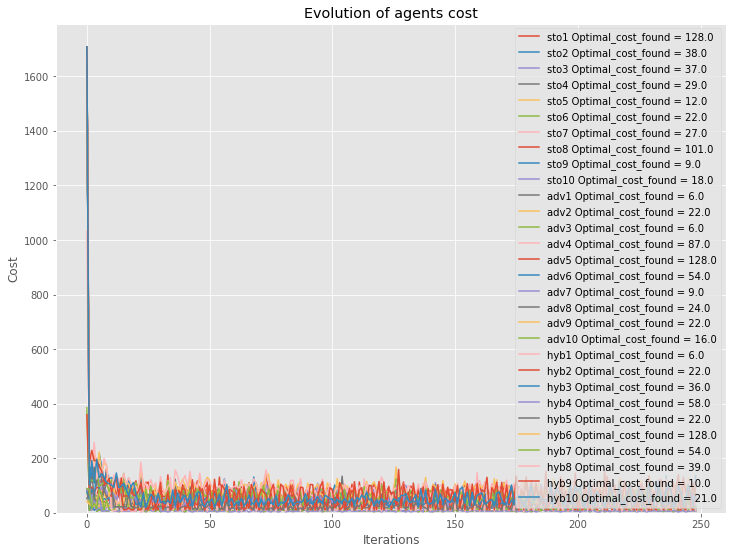 Evolution of agents cost
sto1 Optimal_cost_found = 128.0
sto2 Optimal_cost_found = 38.0
sto3 Optimal_cost_found = 37.0
sto4 Optimal_cost_found = 29.0
sto5 Optimal_cost_found = 12.0
sto6 Optimal_cost_found = 22.0
sto7 Optimal_cost_found = 27.0
sto8 Optimal_cost_found = 101.0
sto9 Optimal_cost_found = 9.0
sto10 Optimal_cost_found = 18.0
adv1 Optimal_cost_found = 6.0
adv2 Optimal_cost_found = 22.0
adv3 Optimal_cost_found = 6.0
adv4 Optimal_cost_found = 87.0
adv5 Optimal_cost_found = 128.0
adv6 Optimal_cost_found = 54.0
adv7 Optimal_cost_found = 9.0
adv8 Optimal_cost_found = 24.0
adv9 Optimal_cost_found = 22.0
adv10 Optimal_cost_found = 16.0
hyb1 Optimal_cost_found = 6.0
hyb2 Optimal_cost_found = 22.0
hyb3 Optimal_cost_found = 36.0
hyb4 Optimal_cost_found = 58.0
hyb5 Optimal_cost_found = 22.0
hyb6 Optimal_cost_found = 128.0
hyb7 Optimal_cost_found = 54.0
hyb8 Optimal_cost_found = 39.0
hyb9 Optimal_cost_found = 10.0
hyb10 Optimal_cost_found = 21.0
1600
1400
1200
1000
800
600
400
200
0
Cost
0 50 100 150 200 250
Iterations